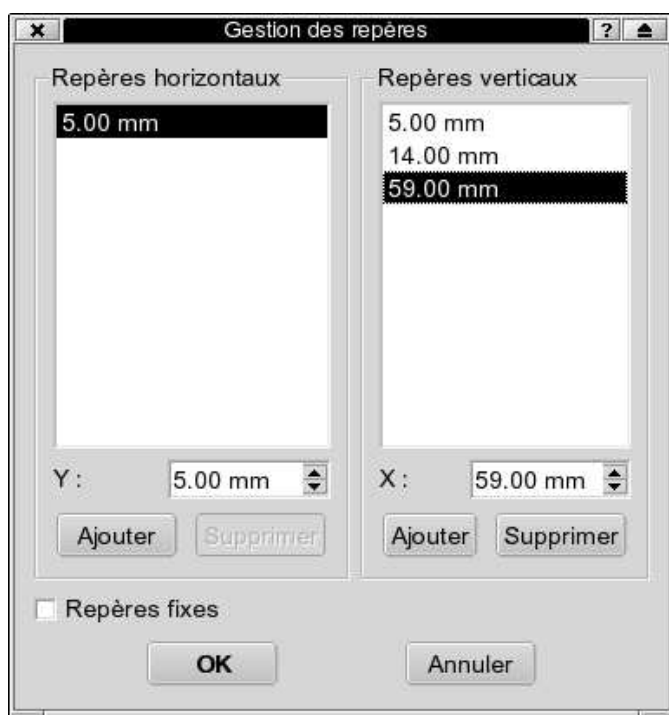 Gestion des repères ?
Repères horizontaux
5.00 mm
Y : 5.00 mm
Ajouter Supprimer
Repères verticaux
5.00 mm
14.00 mm
59.00 mm
X : 59.00 mm
Ajouter Supprimer
Repères fixes
OK Annuler